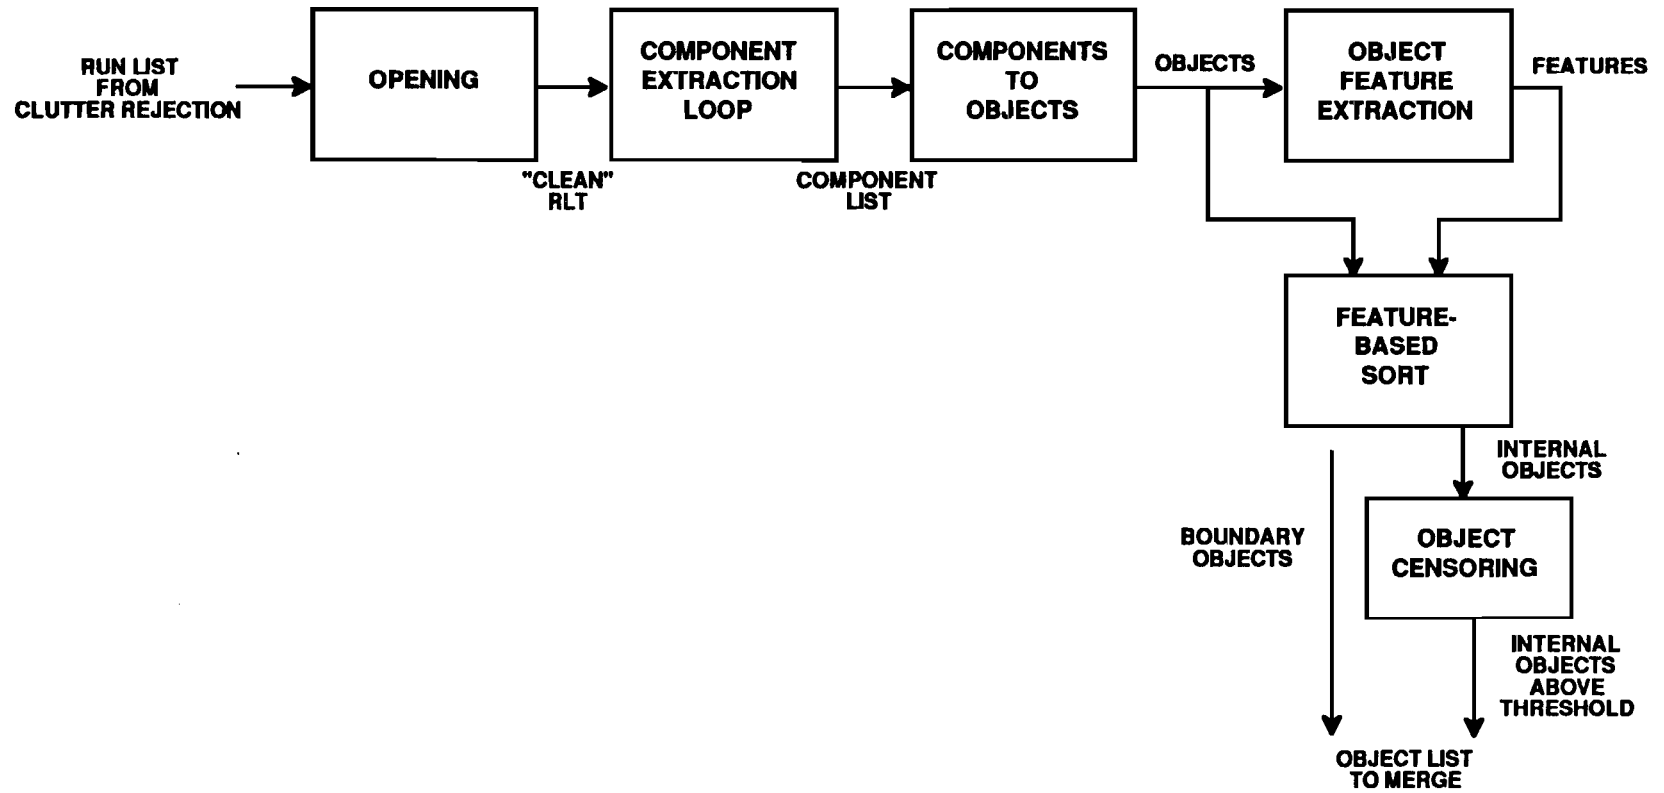 RUN LIST
FROM
CLUTTER REJECTION
OPENING
"CLEAN"
RLT
COMPONENT
EXTRACTION
LOOP
COMPONENT
LIST
COMPONENTS
TO
OBJECTS
OBJECTS
OBJECT
FEATURE
EXTRACTION
FEATURES
FEATURE-
BASED
SORT
INTERNAL
OBJECTS
BOUNDARY
OBJECTS
OBJECT
CENSORING
INTERNAL
OBJECTS
ABOVE
THRESHOLD
OBJECT LIST
TO MERGE